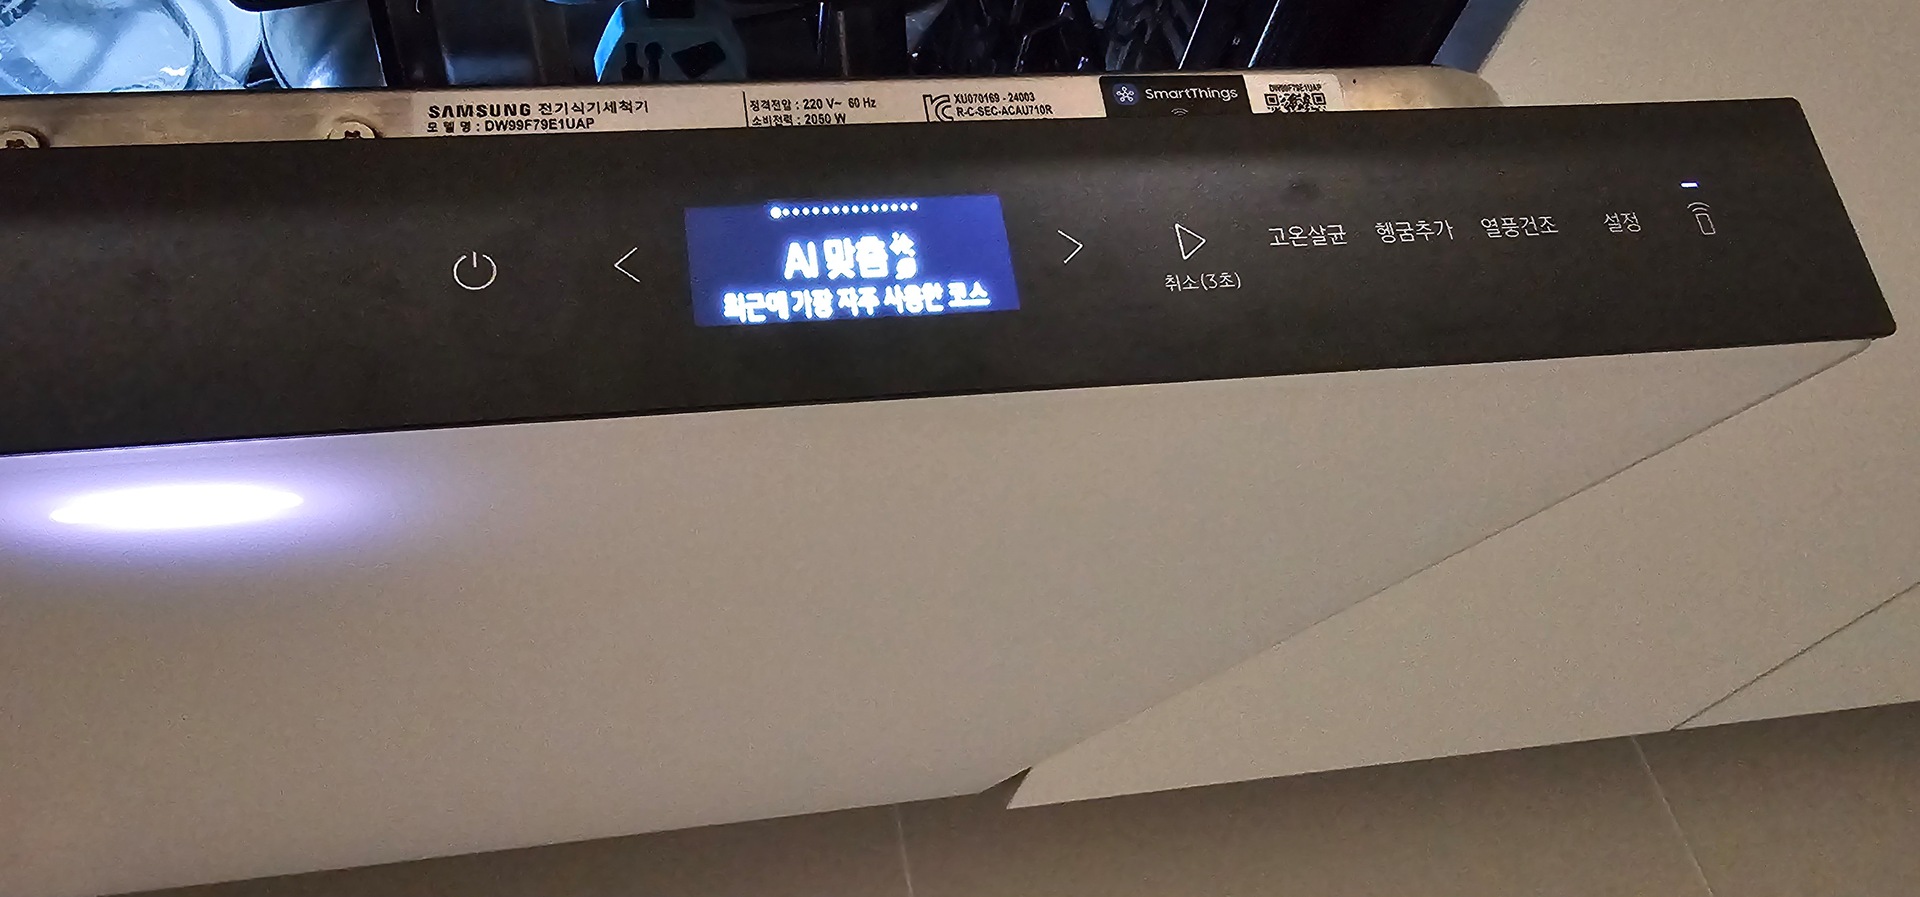 SAMSUNG 전기식기세척기
모 델 명 : DW99F79E1UAP
정격전압 : 220 V~ 60 Hz
소비전력 : 2050 W
XU070169 - 24003
R-C-SEC-ACAU710R
SmartThings
DW99F79E1UAP
AI 맞춤
최근에 가장 자주 사용한 코스
취소(3초)
고온살균
헹굼추가
열풍건조
설정